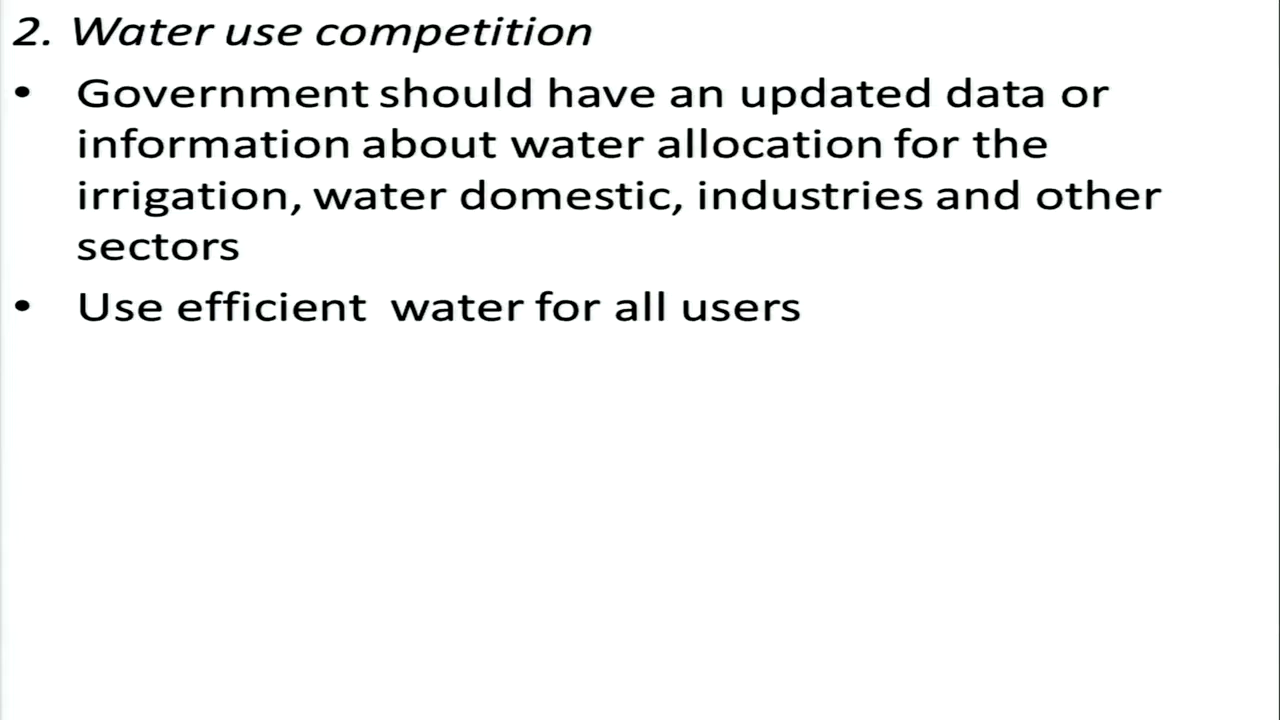 2. Water use competition
• Government should have an updated data or
information about water allocation for the
irrigation, water domestic, industries and other
sectors
• Use efficient  water for all users